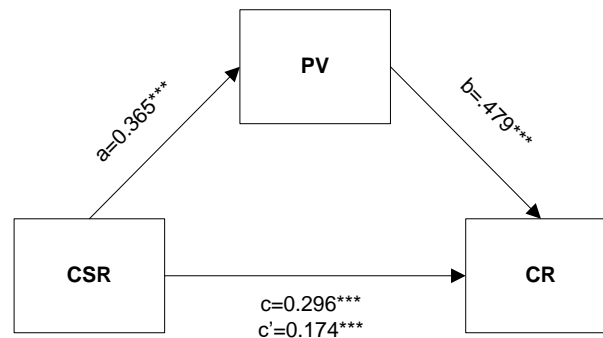 PV
a=0.365***
b=.479***
CSR
CR
c=0.296***
c’=0.174***